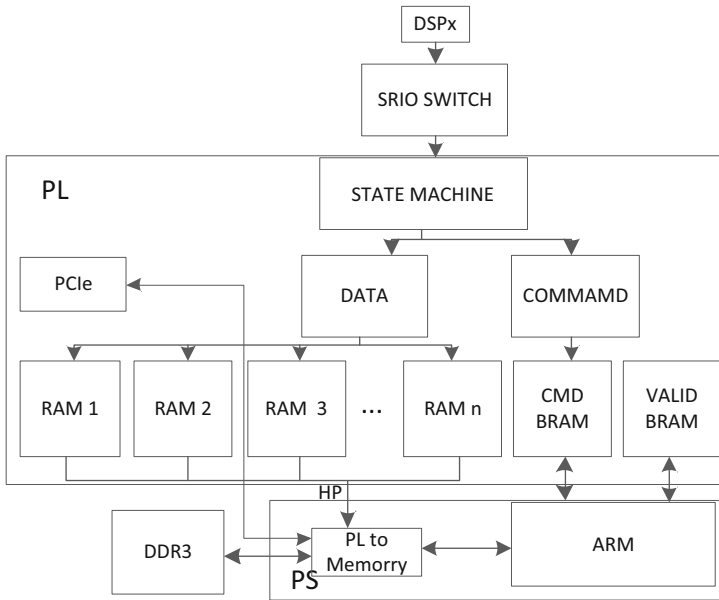 DSPx
SRIO SWITCH
PL
STATE MACHINE
PCIe
DATA
COMMAMD
RAM 1
RAM 2
RAM 3
...
RAM n
CMD
BRAM
VALID
BRAM
HP
DDR3
PL to
Memorry
ARM
PS